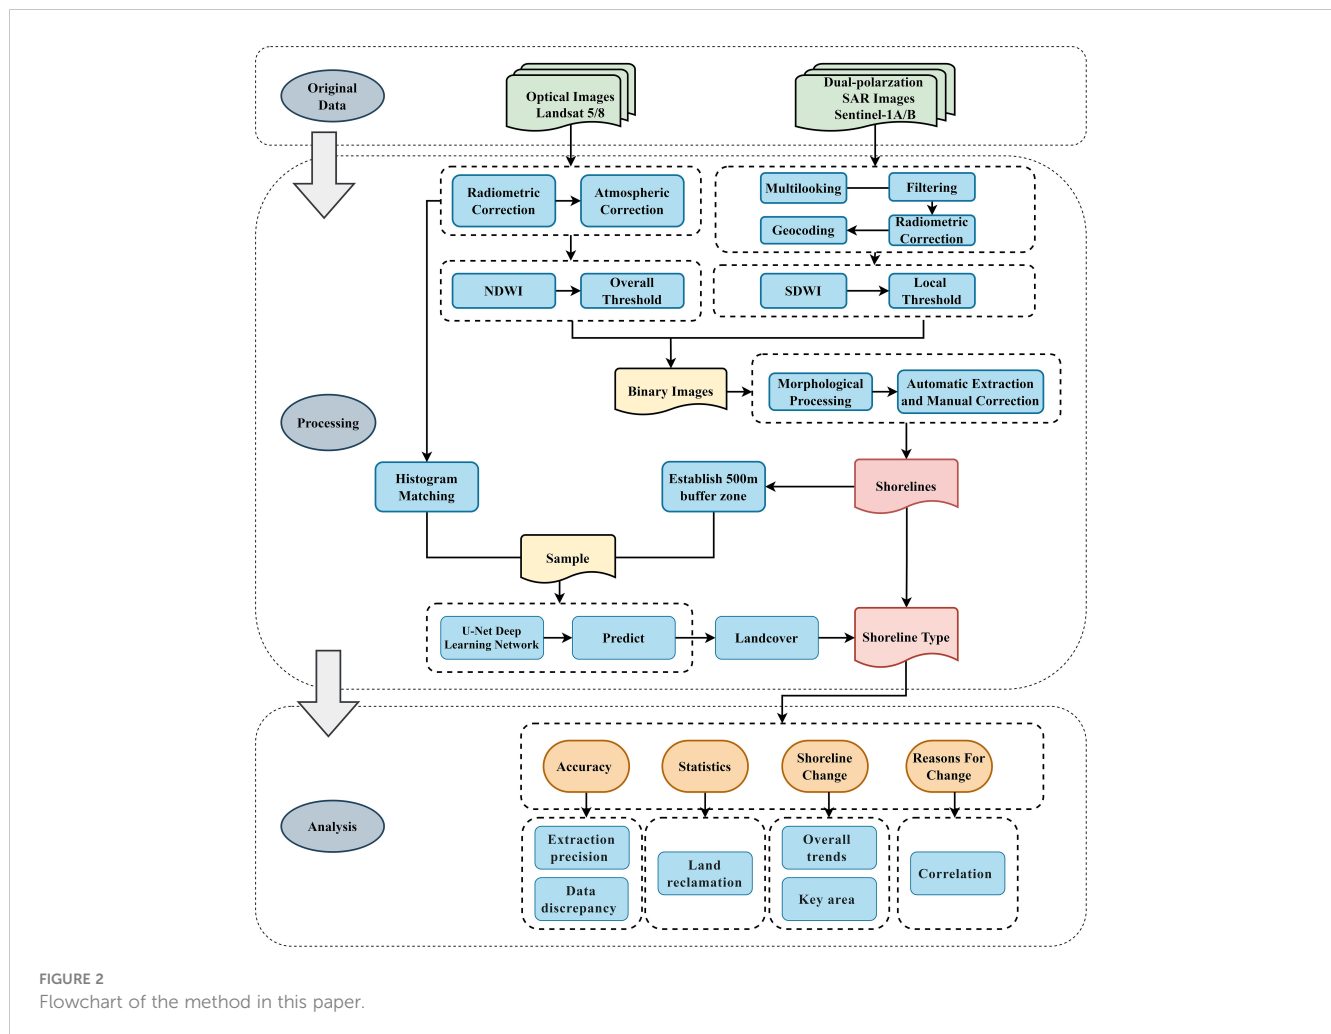 Original
Data
Optical Images
Landsat 5/8
Dual-polarzation
SAR Images
Sentinel-1A/B
Radiometric
Correction
Atmospheric
Correction
Multilooking
Filtering
Geocoding
Radiometric
Correction
NDWI
Overall
Threshold
SDWI
Local
Threshold
Processing
Binary Images
Morphological
Processing
Automatic Extraction
and Manual Correction
Histogram
Matching
Establish 500m
buffer zone
Shorelines
Sample
U-Net Deep
Learning Network
Predict
Landcover
Shoreline Type
Analysis
Accuracy
Statistics
Shoreline
Change
Reasons For
Change
Extraction
precision
Data
discrepancy
Land
reclamation
Overall
trends
Key area
Correlation
FIGURE 2
Flowchart of the method in this paper.